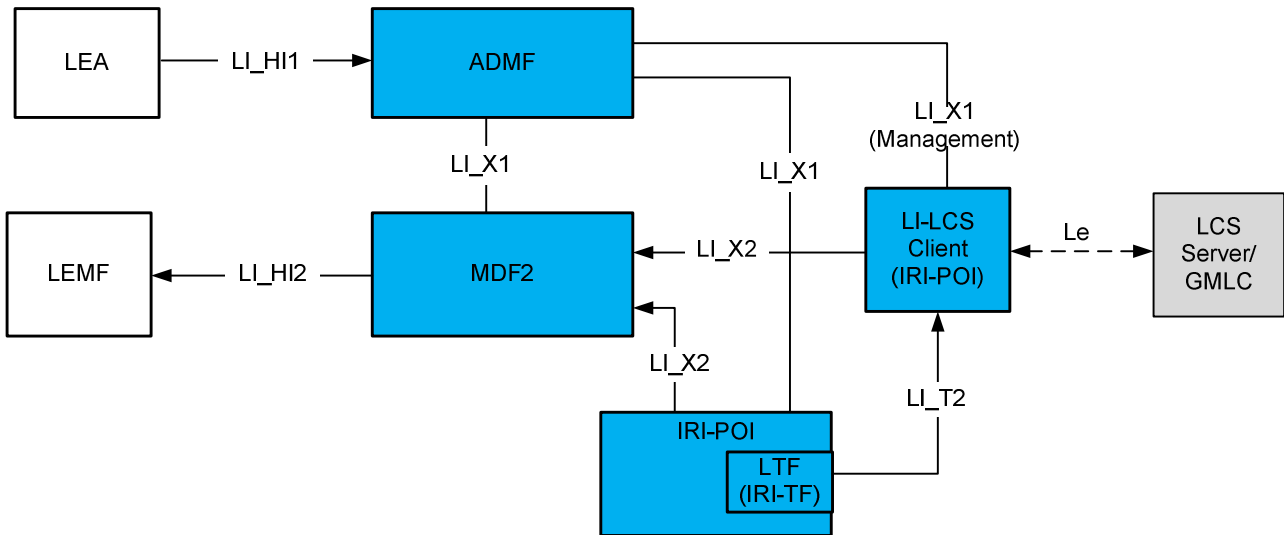 LEA
LI_HI1
ADMF
LI_X1
(Management)
LI_X1
LI_X1
LEMF
LI_HI2
MDF2
LI_X2
LI-LCS
Client
(IRI-POI)
Le
LCS
Server/
GMLC
LI_X2
LI_T2
IRI-POI
LTF
(IRI-TF)